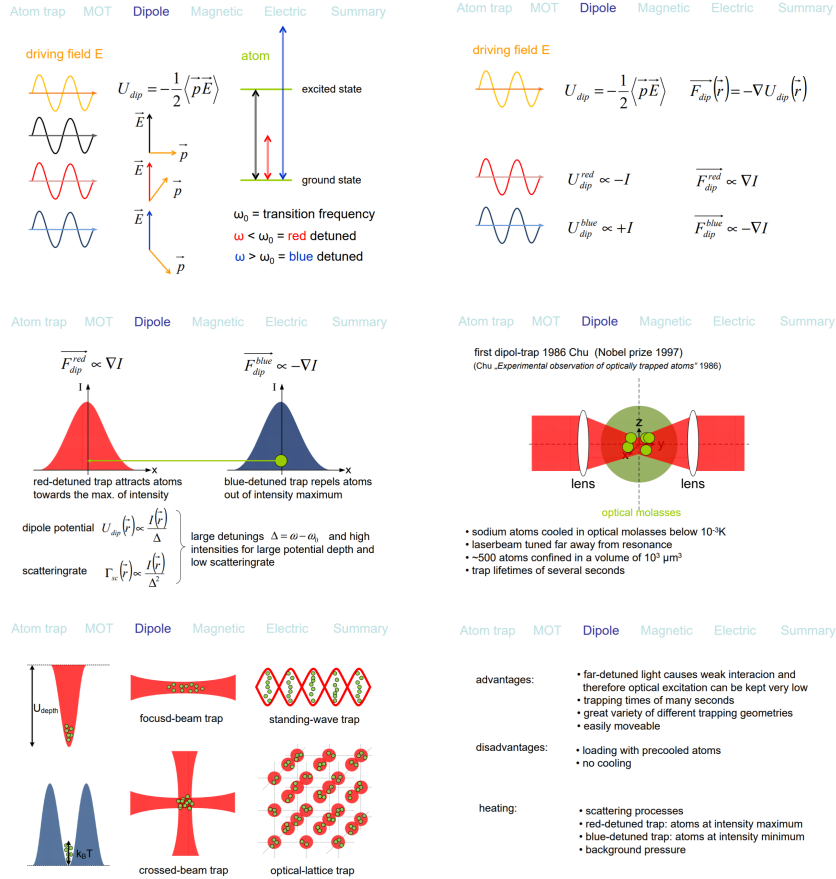 Atom trap MOT Dipole Magnetic Electric Summary
driving field E
U_dip = -1/2 ⟨p⃗E⃗⟩
atom
excited state
E⃗
p⃗
E⃗
p⃗
ground state
E⃗
p⃗
ω₀ = transition frequency
ω < ω₀ = red detuned
ω > ω₀ = blue detuned
Atom trap MOT Dipole Magnetic Electric Summary
driving field E
U_dip = -1/2 ⟨p⃗E⃗⟩ F_dip(r⃗) = -∇U_dip(r⃗)
U_dip^red ∝ -I F_dip^red ∝ ∇I
U_dip^blue ∝ +I F_dip^blue ∝ -∇I
Atom trap MOT Dipole Magnetic Electric Summary
F_dip^red ∝ ∇I F_dip^blue ∝ -∇I
I I
x x
red-detuned trap attracts atoms
towards the max. of intensity
blue-detuned trap repels atoms
out of intensity maximum
dipole potential U_dip(r⃗) ∝ I(r⃗)/Δ
scatteringrate Γ_sc(r⃗) ∝ I(r⃗)/Δ²
large detunings Δ = ω - ω₀ and high
intensities for large potential depth and
low scatteringrate
Atom trap MOT Dipole Magnetic Electric Summary
first dipol-trap 1986 Chu (Nobel prize 1997)
(Chu „Experimental observation of optically trapped atoms“ 1986)
z
x y
lens lens
optical molasses
• sodium atoms cooled in optical molasses below 10⁻³K
• laserbeam tuned far away from resonance
• ~500 atoms confined in a volume of 10³ µm³
• trap lifetimes of several seconds
Atom trap MOT Dipole Magnetic Electric Summary
U_depth
focusd-beam trap standing-wave trap
k_BT
crossed-beam trap optical-lattice trap
Atom trap MOT Dipole Magnetic Electric Summary
advantages:
• far-detuned light causes weak interacion and
therefore optical excitation can be kept very low
• trapping times of many seconds
• great variety of different trapping geometries
• easily moveable
disadvantages:
• loading with precooled atoms
• no cooling
heating:
• scattering processes
• red-detuned trap: atoms at intensity maximum
• blue-detuned trap: atoms at intensity minimum
• background pressure